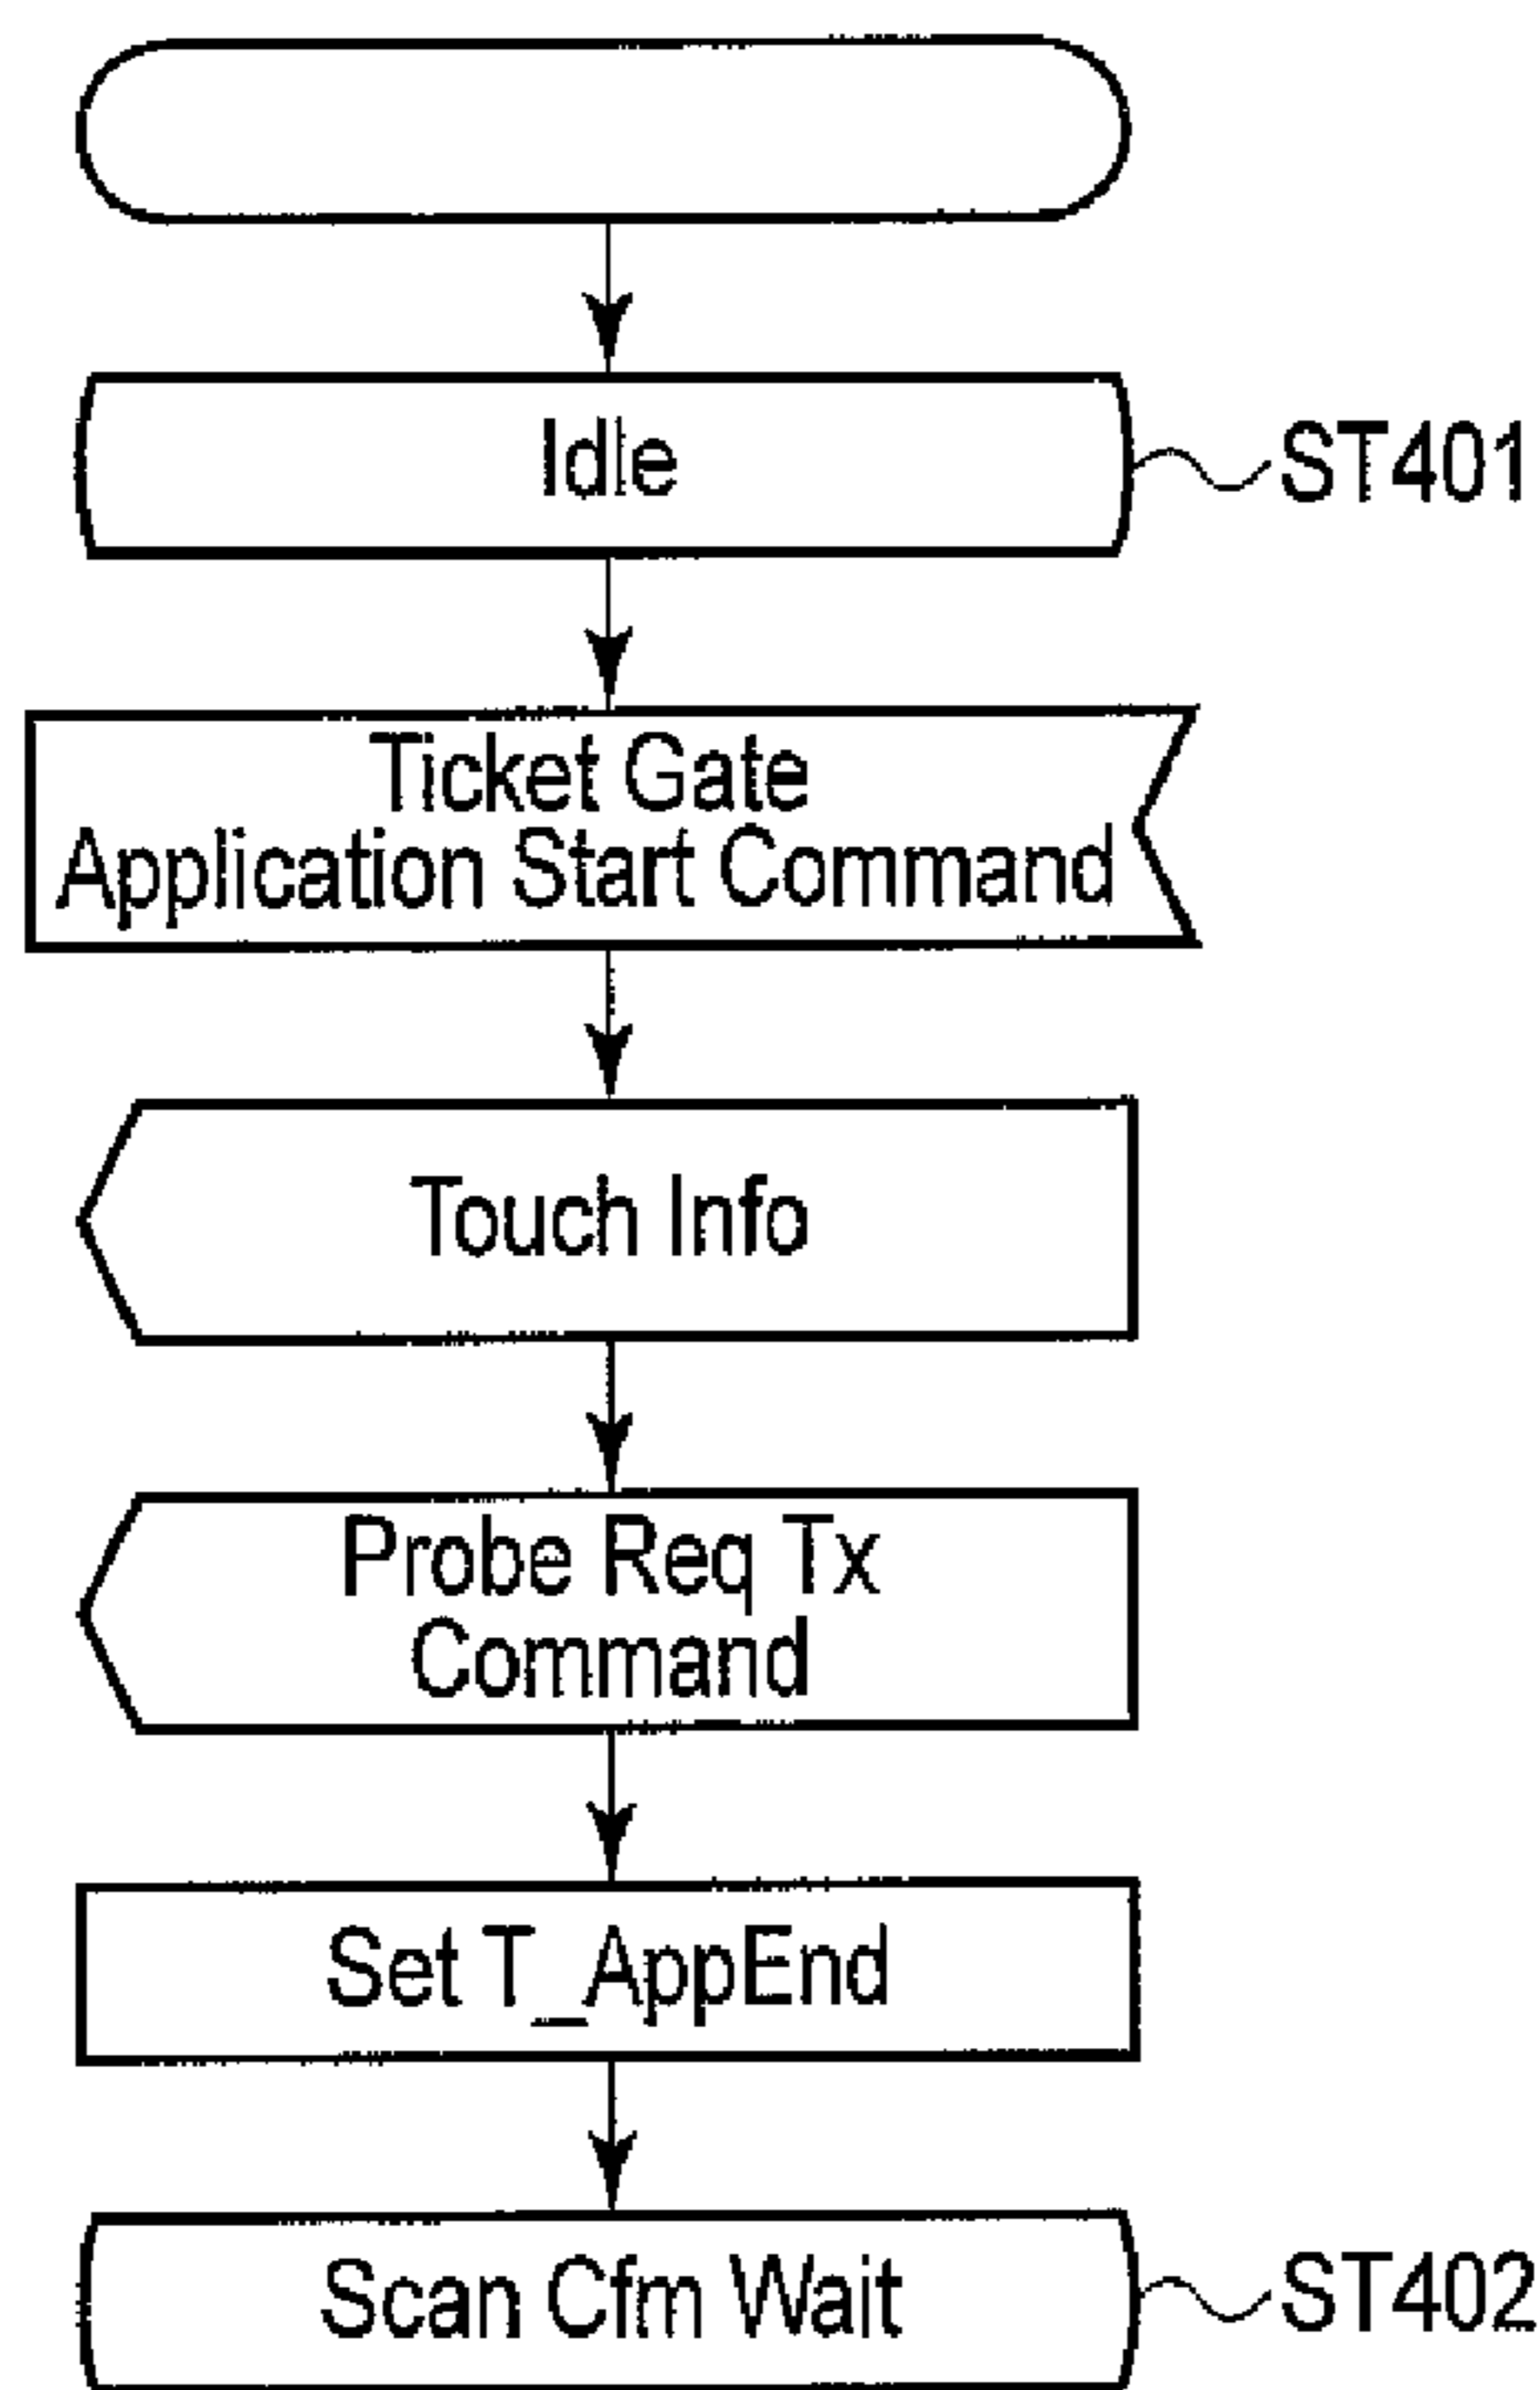 Idle
ST401
Ticket Gate
Application Start Command
Touch Info
Probe Req Tx
Command
Set T_AppEnd
Scan Cfm Wait
ST402